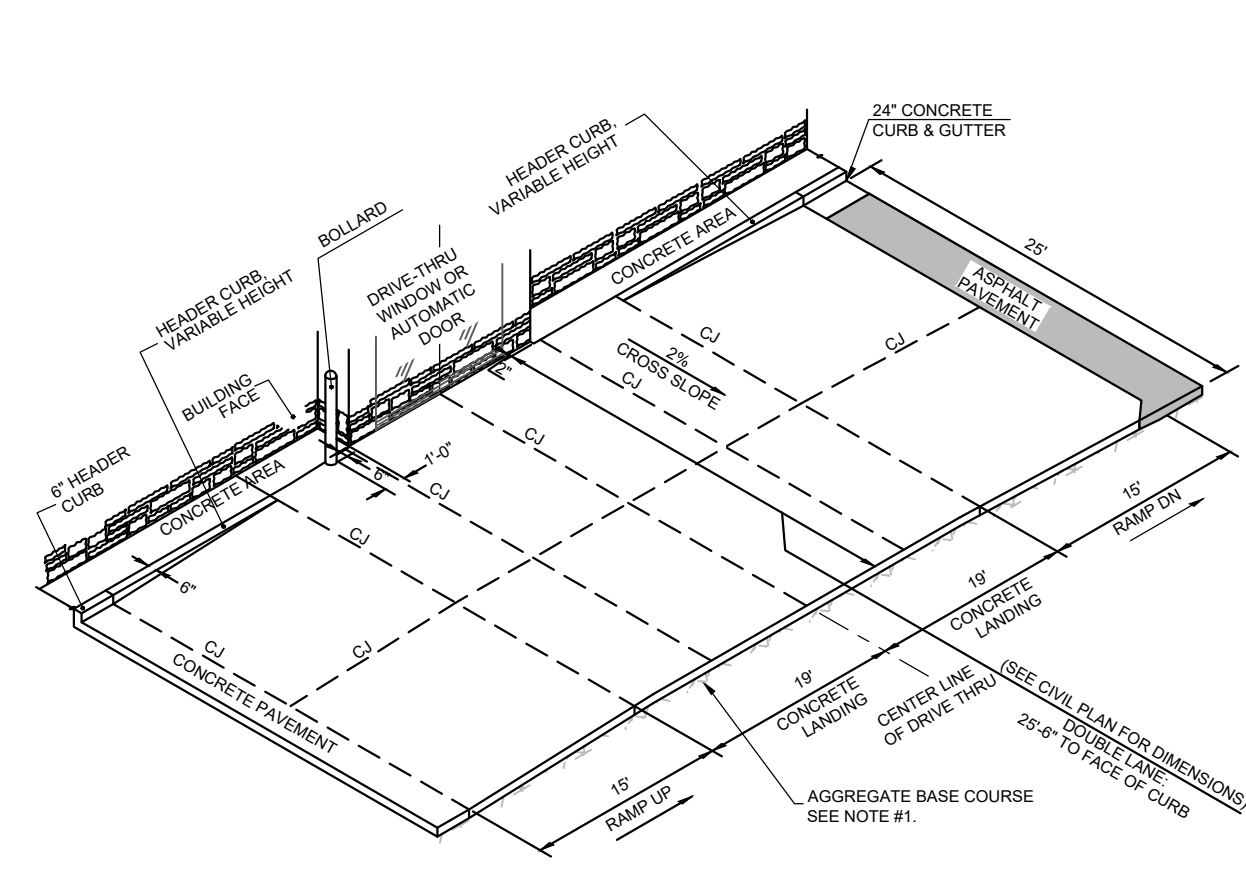 24" CONCRETE
CURB & GUTTER
HEADER CURB,
VARIABLE HEIGHT
BOLLARD
CONCRETE AREA
25'
ASPHALT
PAVEMENT
DRIVE-THRU
WINDOW OR
AUTOMATIC
DOOR
HEADER CURB,
VARIABLE HEIGHT
CJ
CJ
2%
CROSS SLOPE
CJ
2"
BUILDING
FACE
CJ
6" HEADER
CURB
CONCRETE AREA
1'-0"
6"
CJ
CJ
6"
15'
RAMP DN
19'
CONCRETE
LANDING
CJ
CJ
CONCRETE PAVEMENT
19'
CONCRETE
LANDING
CENTER LINE
OF DRIVE THRU
(SEE CIVIL PLAN FOR DIMENSIONS)
DOUBLE LANE:
25'-6" TO FACE OF CURB
15'
RAMP UP
AGGREGATE BASE COURSE
SEE NOTE #1.